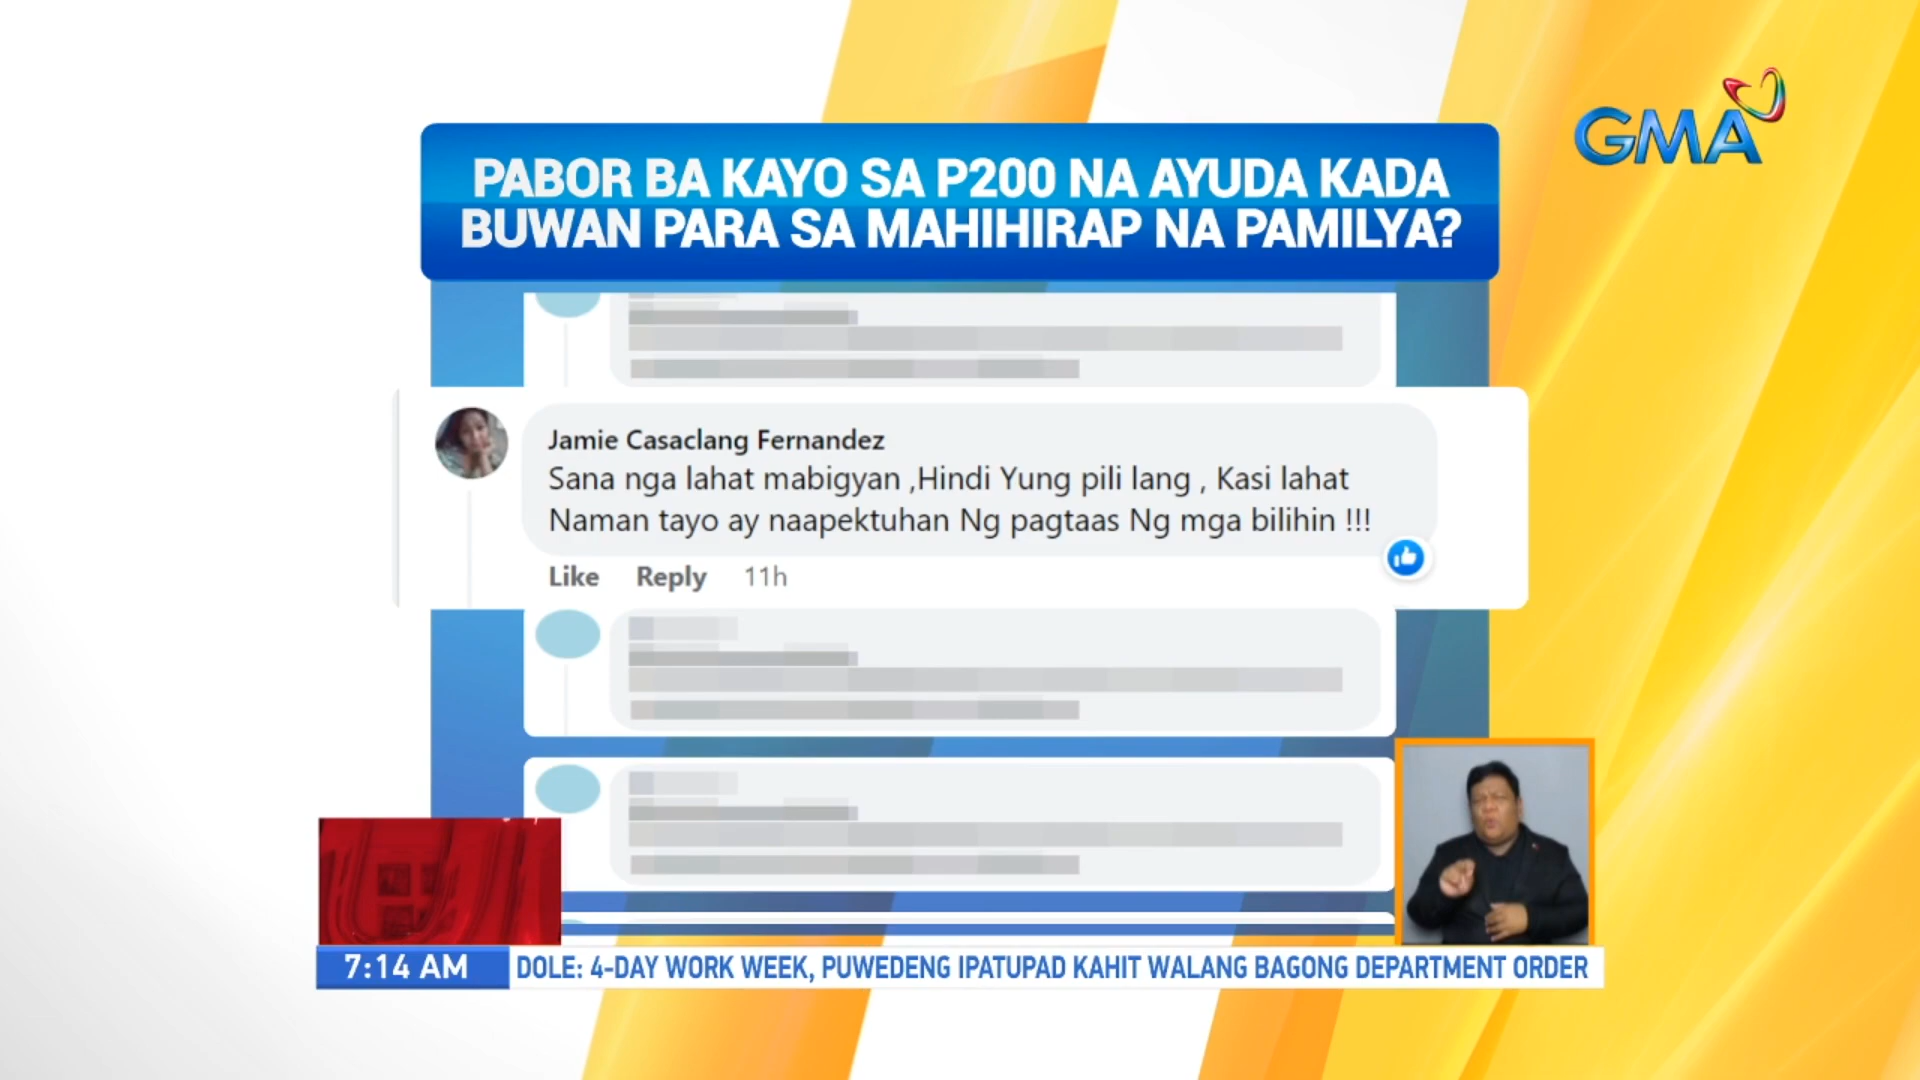 GMA
PABOR BA KAYO SA P200 NA AYUDA KADA
BUWAN PARA SA MAHIHIRAP NA PAMILYA?
Jamie Casaclang Fernandez
Sana nga lahat mabigyan ,Hindi Yung pili lang , Kasi lahat
Naman tayo ay naapektuhan Ng pagtaas Ng mga bilihin !!!
Like Reply 11h
7:14 AM DOLE: 4-DAY WORK WEEK, PUWEDENG IPATUPAD KAHIT WALANG BAGONG DEPARTMENT ORDER